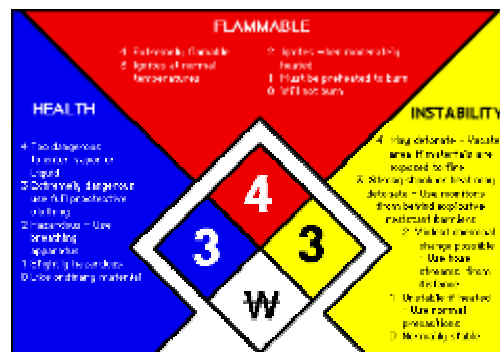 FLAMMABLE
4 Extremely flamable
3 Ignites at normal
temperatures
2 Ignites when moderately
heated
1 Must be preheated to burn
0 Will not burn
HEALTH
4 Too dangerous
to enter vapor or
Liquid
3 Extremely dangerous
use full protective
clothing
2 Hazardous - Use
breathing
apparatus
1 Slightly hazardous
0 Like ordinary material
INSTABILITY
4 May detonate - Vacate
area if materials are
exposed to fire
3 Strong shock or heat may
detonate - Use monitors
from behind explosive
resistant barriers
2 Violent chemical
change possible
- Use hose
streams from
distance
1 Unstable if heated
- Use normal
precautions
0 Normally stable
4
3
3
W